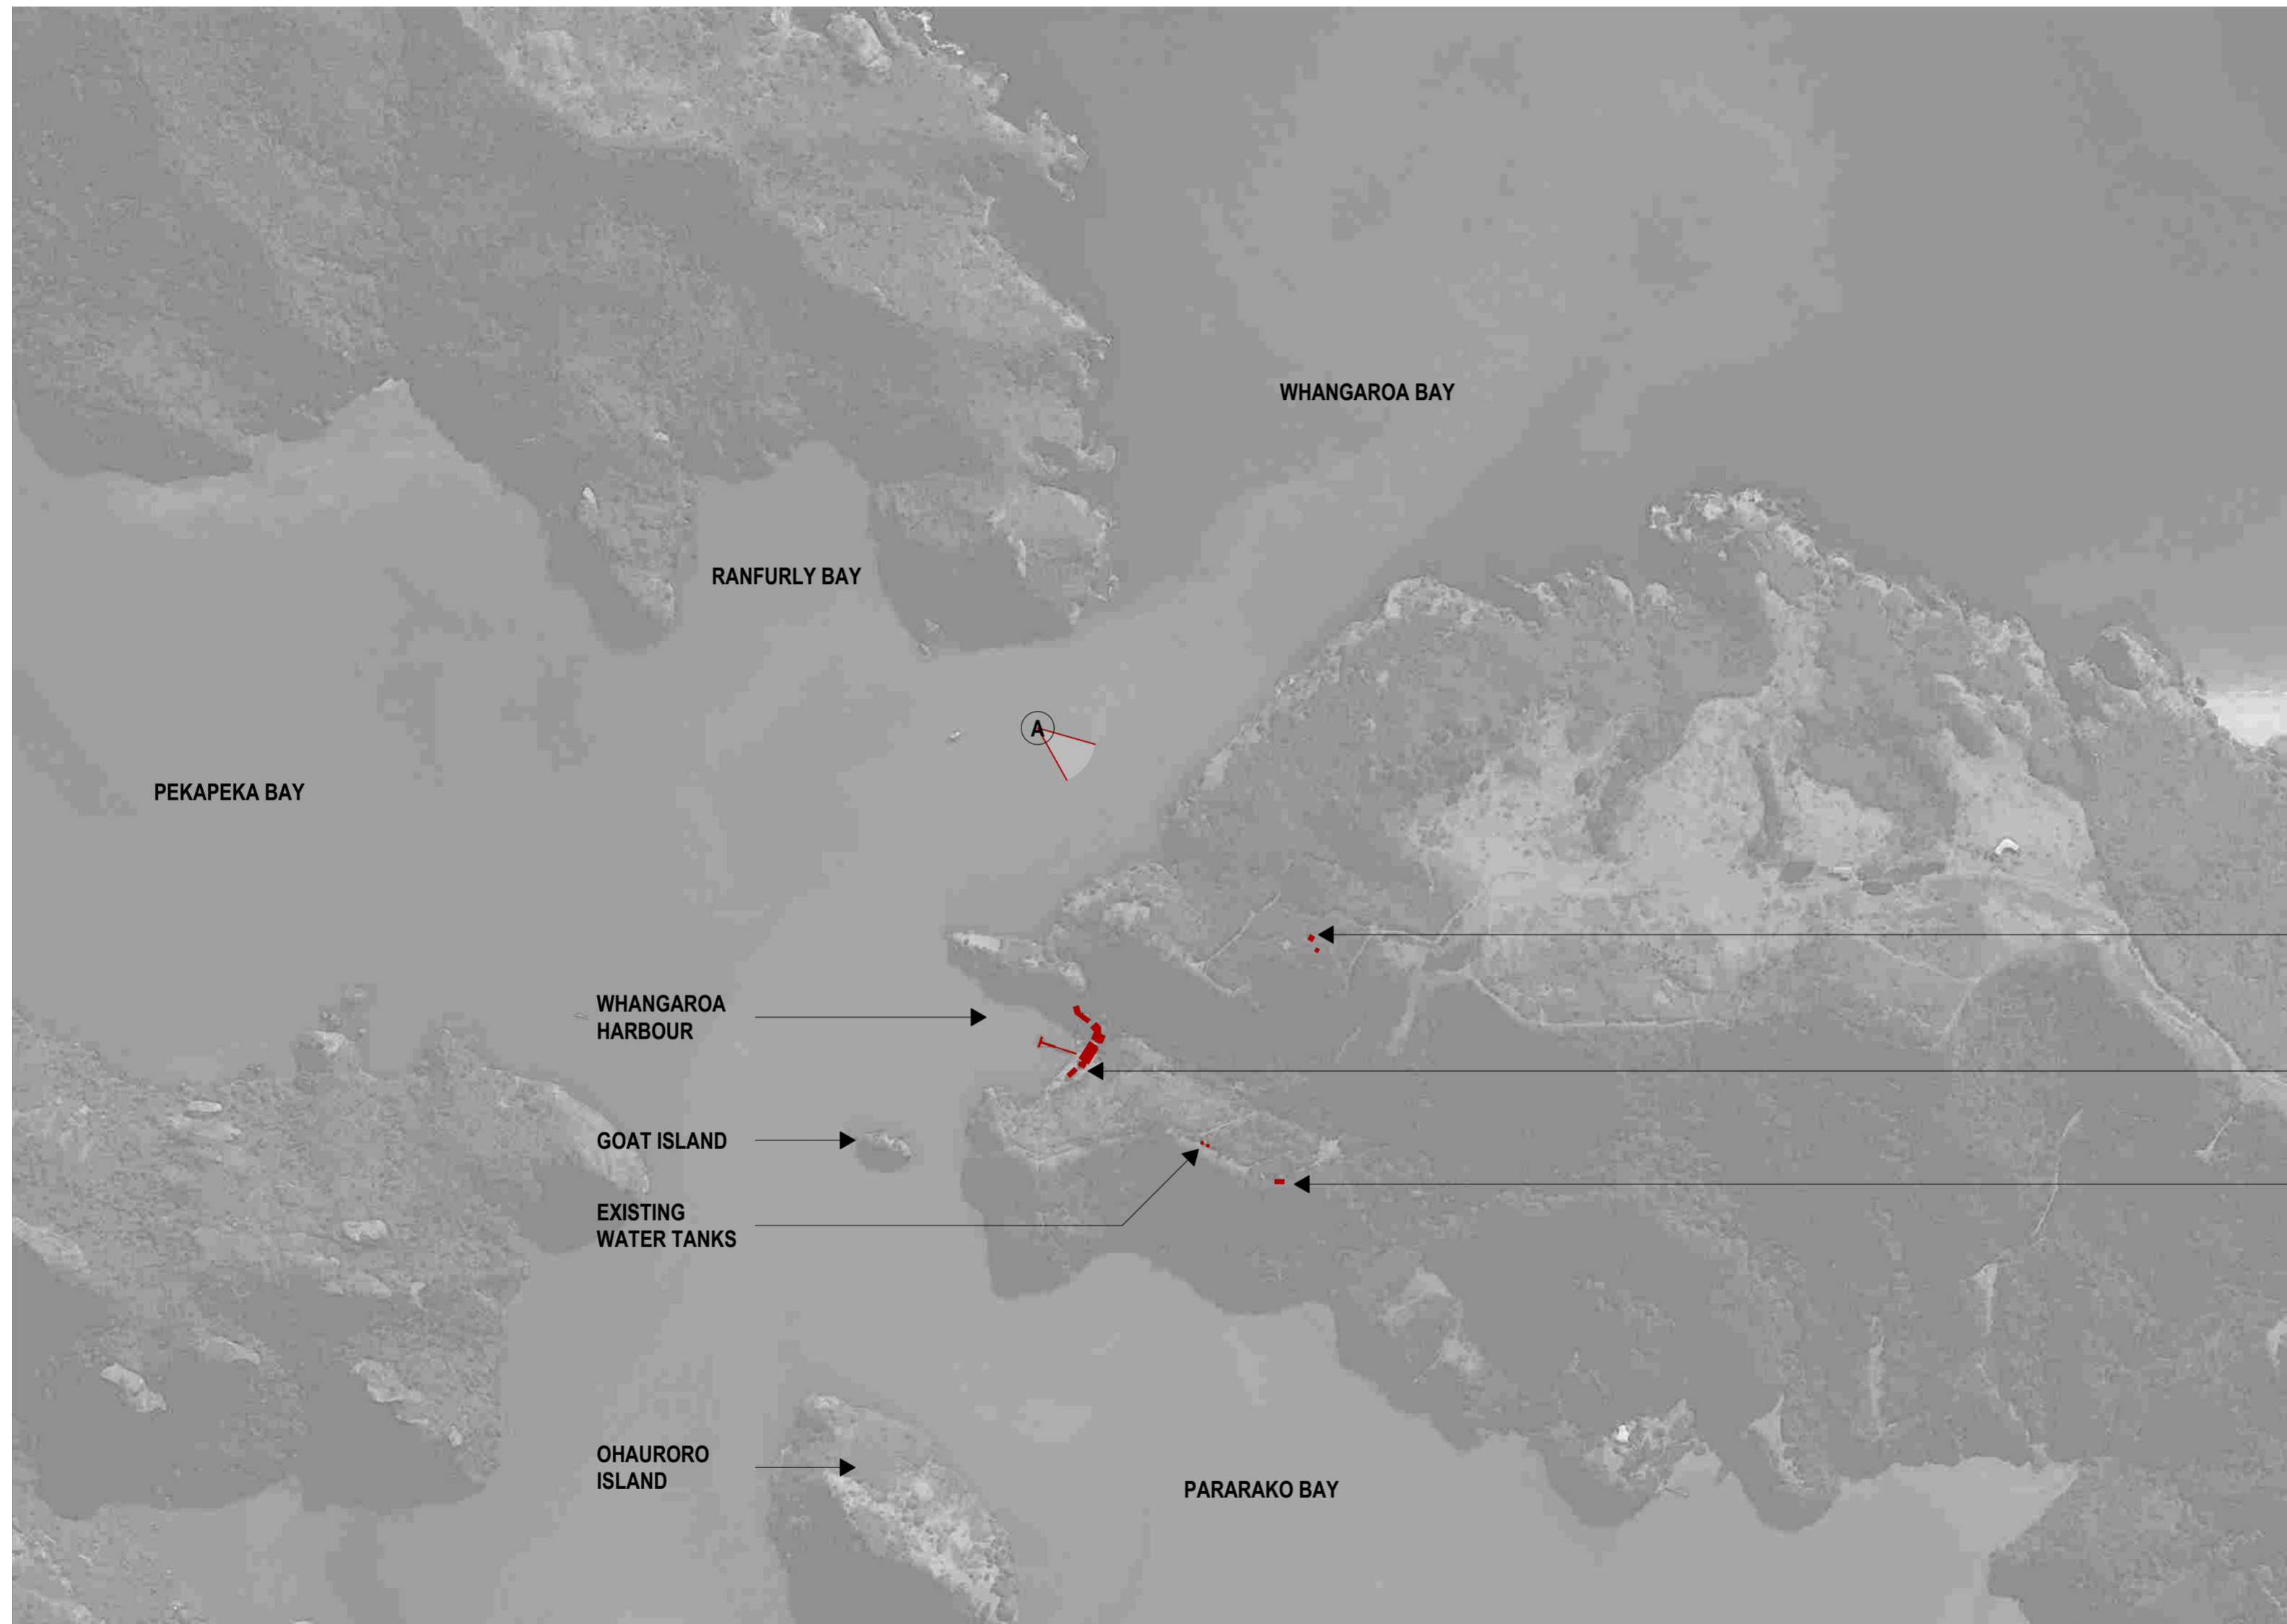 WHANGAROA BAY
RANFURLY BAY
A
PEKAPEKA BAY
WHANGAROA
HARBOUR
GOAT ISLAND
EXISTING
WATER TANKS
OHAURORO
ISLAND
PARARAKO BAY